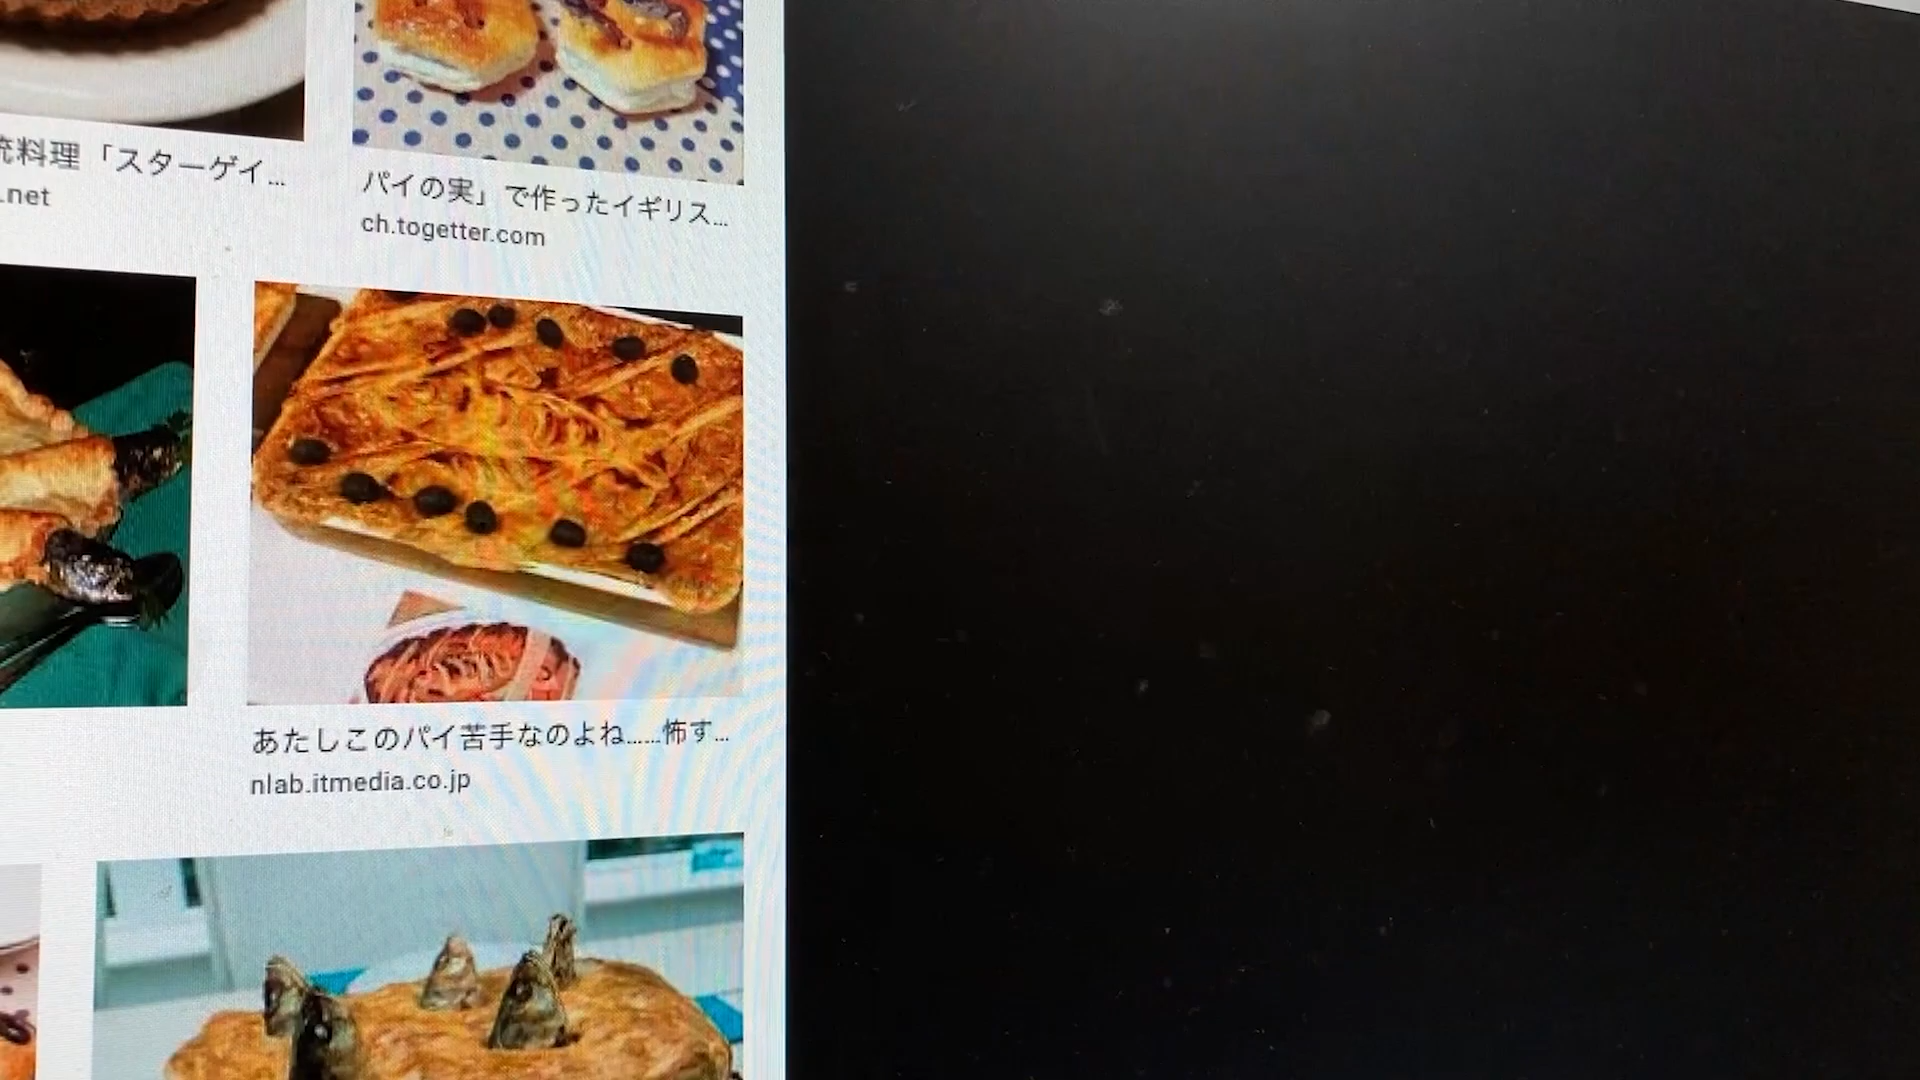 統料理「スターゲイ...
.net
パイの実」で作ったイギリス...
ch.togetter.com
あたしこのパイ苦手なのよね……怖す...
nlab.itmedia.co.jp